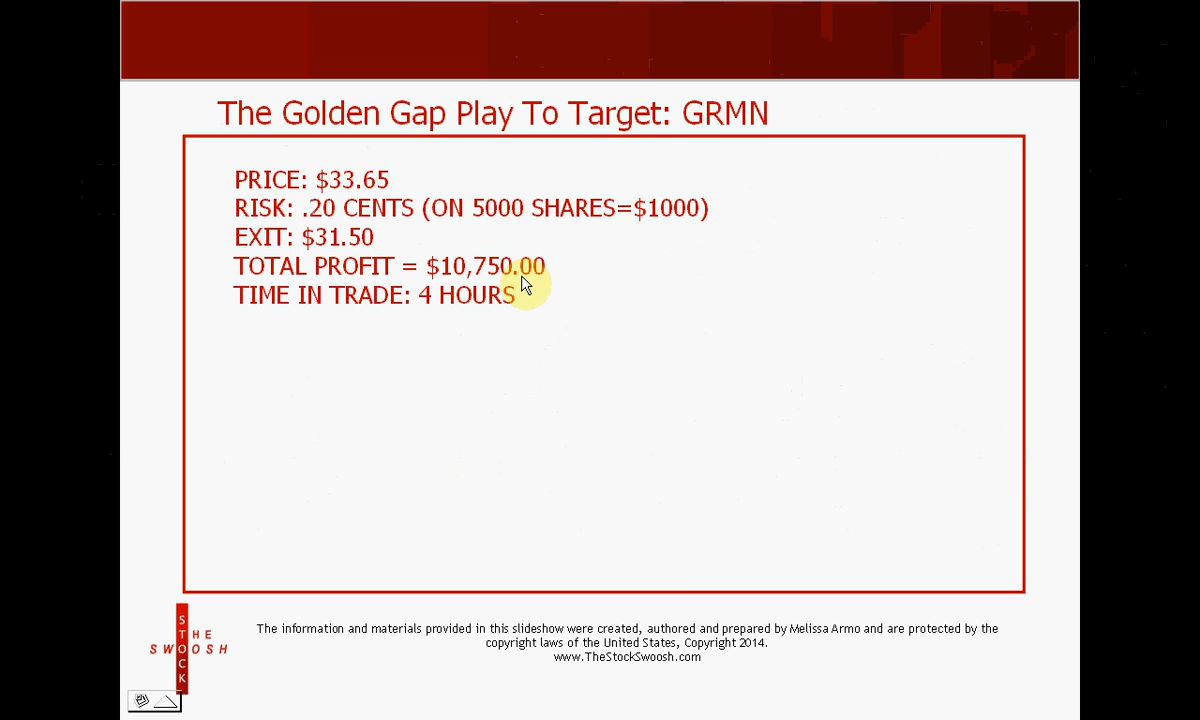 The Golden Gap Play To Target: GRMN
PRICE: $33.65
RISK: .20 CENTS (ON 5000 SHARES=$1000)
EXIT: $31.50
TOTAL PROFIT = $10,750.00
TIME IN TRADE: 4 HOURS
THE
SWOOSH
STOCK
The information and materials provided in this slideshow were created, authored and prepared by Melissa Armo and are protected by the
copyright laws of the United States, Copyright 2014.
www.TheStockSwoosh.com